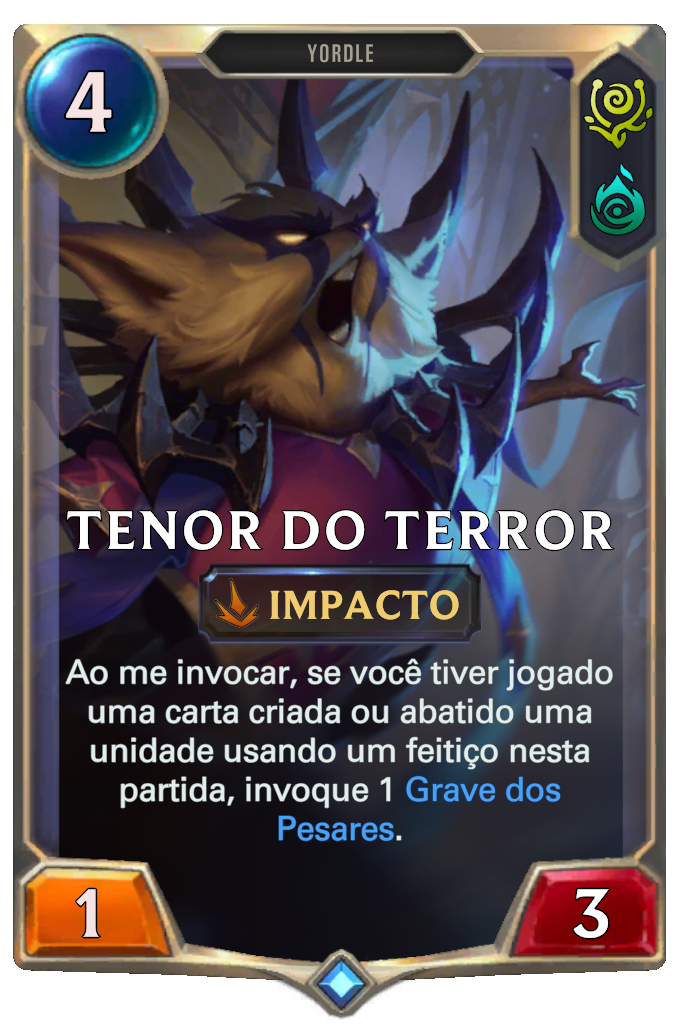 YORDLE
4
TENOR DO TERROR
IMPACTO
Ao me invocar, se você tiver jogado
uma carta criada ou abatido uma
unidade usando um feitiço nesta
partida, invoque 1 Grave dos
Pesares.
1
3